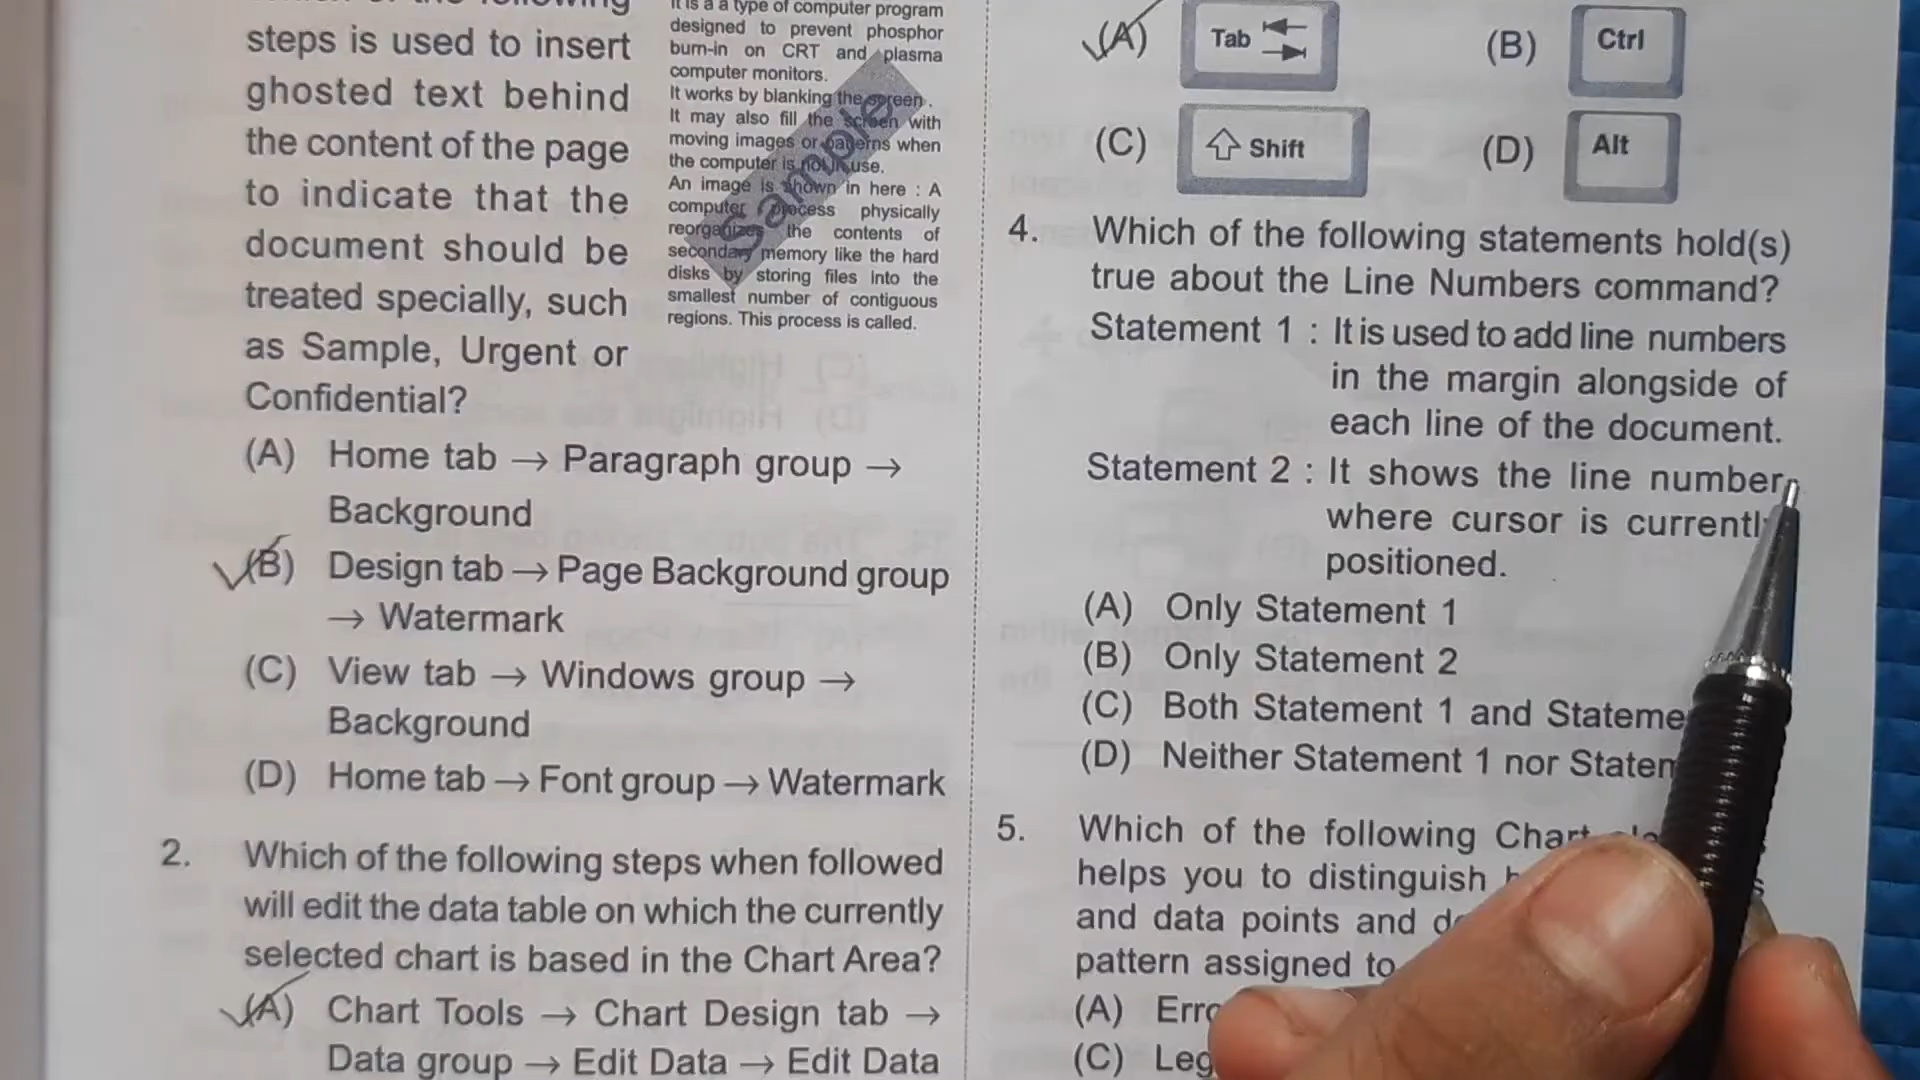 steps is used to insert
ghosted text behind
the content of the page
to indicate that the
document should be
treated specially, such
as Sample, Urgent or
Confidential?
It is a a type of computer program
designed to prevent phosphor
burn-in on CRT and plasma
computer monitors.
It works by blanking the screen.
It may also fill the screen with
moving images or patterns when
the computer is not in use.
An image is shown in here : A
computer process physically
reorganizes the contents of
secondary memory like the hard
disks by storing files into the
smallest number of contiguous
regions. This process is called.
Sample
(A) Home tab → Paragraph group →
Background
(B) Design tab → Page Background group
→ Watermark
(C) View tab → Windows group →
Background
(D) Home tab → Font group → Watermark
2. Which of the following steps when followed
will edit the data table on which the currently
selected chart is based in the Chart Area?
(A) Chart Tools → Chart Design tab →
Data group → Edit Data → Edit Data
(A) Tab (B) Ctrl
(C) Shift (D) Alt
4. Which of the following statements hold(s)
true about the Line Numbers command?
Statement 1 : It is used to add line numbers
in the margin alongside of
each line of the document.
Statement 2 : It shows the line number
where cursor is currently
positioned.
(A) Only Statement 1
(B) Only Statement 2
(C) Both Statement 1 and
(D) Neither Statement 1 nor
5. Which of the following Chart
helps you to distinguish
and data points and
pattern assigned to
(A)
(C)